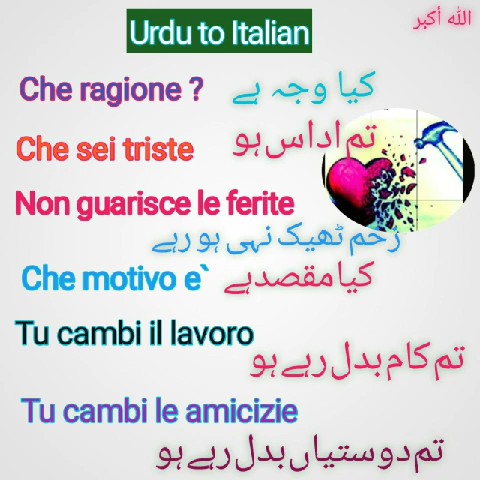 الله أكبر
Urdu to Italian
Che ragione ? کیا وجہ ہے
Che sei triste تم اداس ہو
Non guarisce le ferite
زخم ٹھیک نہی ہو رہے
Che motivo e` کیا مقصد ہے
Tu cambi il lavoro
تم کام بدل رہے ہو
Tu cambi le amicizie
تم دوستیاں بدل رہے ہو